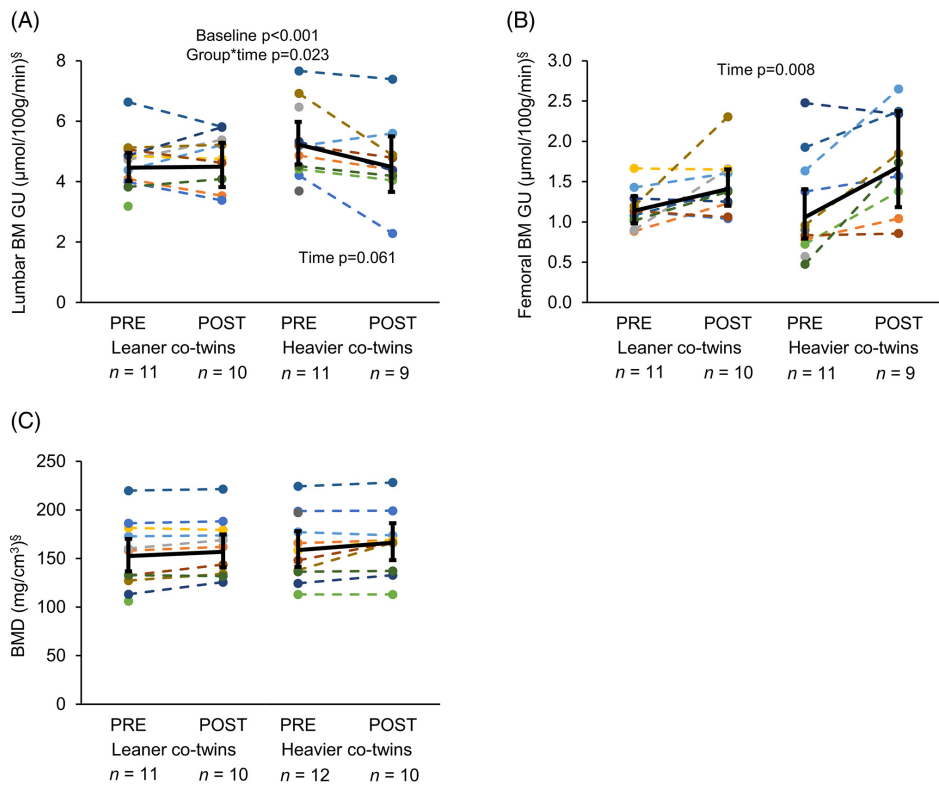 (A)
Baseline p<0.001
Group*time p=0.023
Lumbar BM GU (µmol/100g/min)§
8
6
4
2
0
Time p=0.061
PRE POST PRE POST
Leaner co-twins Heavier co-twins
n = 11 n = 10 n = 11 n = 9
(B)
Time p=0.008
Femoral BM GU (µmol/100g/min)§
3.0
2.5
2.0
1.5
1.0
0.5
0.0
PRE POST PRE POST
Leaner co-twins Heavier co-twins
n = 11 n = 10 n = 11 n = 9
(C)
BMD (mg/cm³)§
250
200
150
100
50
0
PRE POST PRE POST
Leaner co-twins Heavier co-twins
n = 11 n = 10 n = 12 n = 10